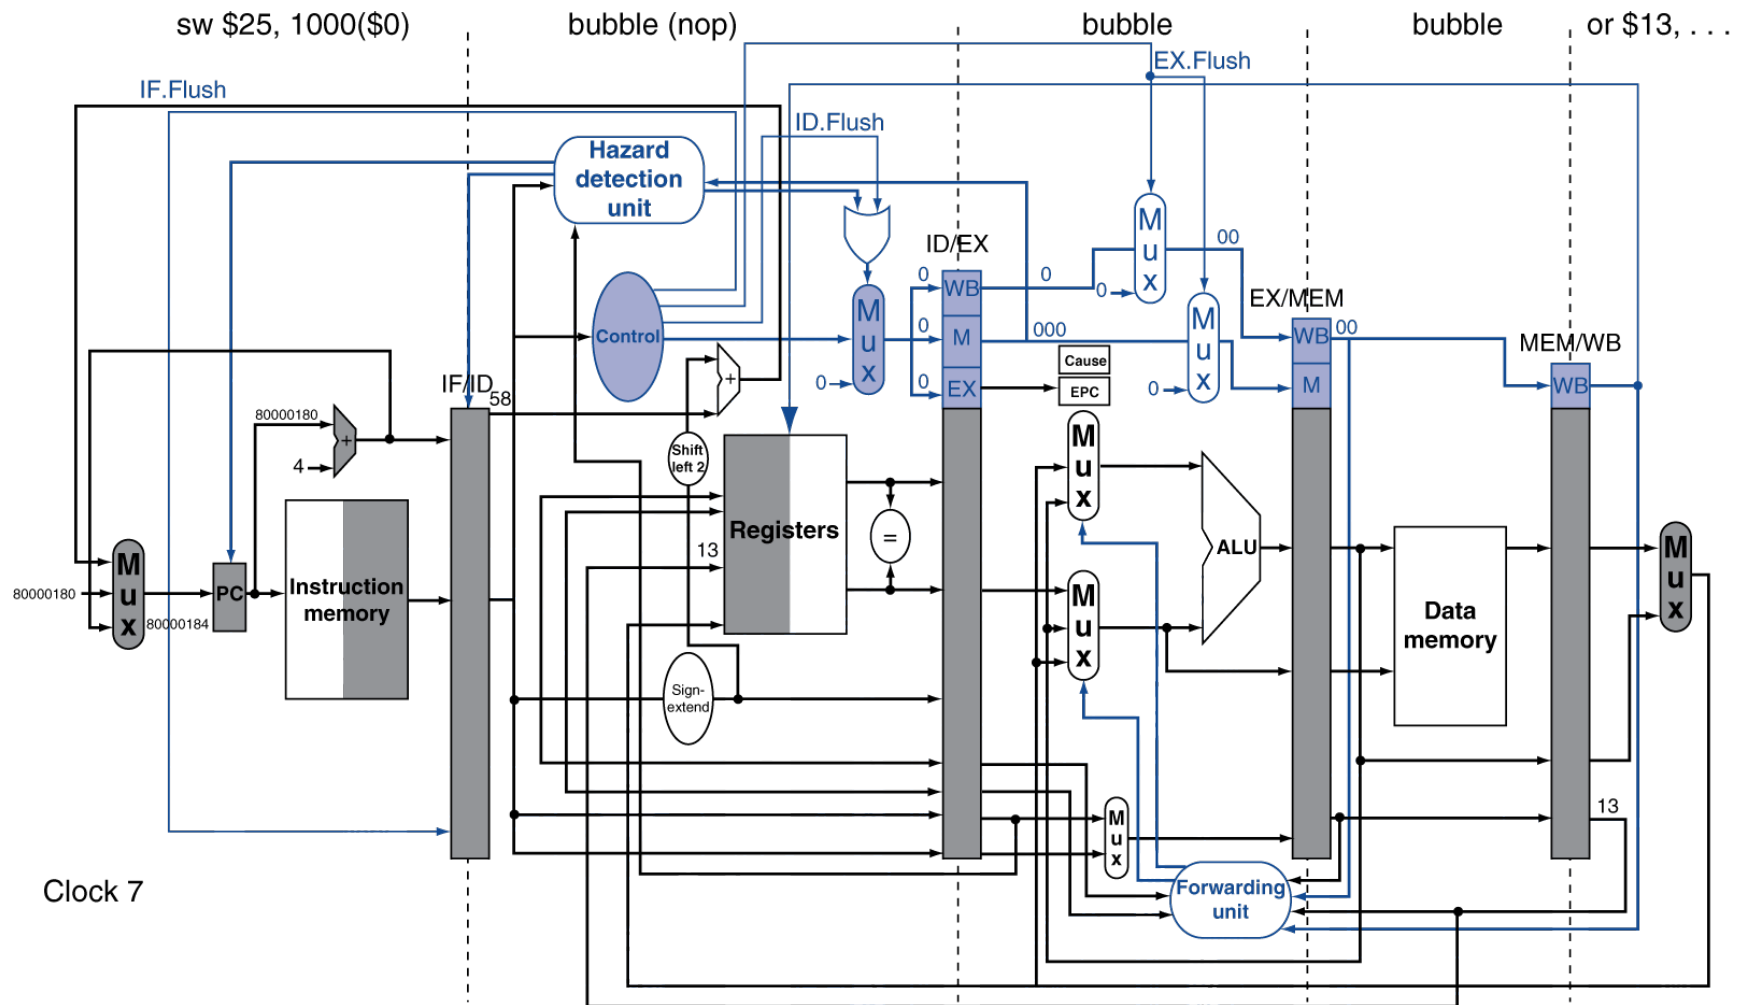 sw $25, 1000($0)
bubble (nop)
bubble
bubble
or $13, . . .
EX.Flush
IF.Flush
ID.Flush
Hazard
detection
unit
M
u
x
00
ID/EX
0
0
0
WB
M
u
x
EX/MEM
M
u
x
0
000
WB
00
Control
M
u
x
0
M
Cause
MEM/WB
0
0
EX
EPC
0
M
WB
IF/ID
58
+
80000180
+
4
Shift
left 2
M
u
x
Registers
=
ALU
M
u
x
13
M
u
x
80000180
80000184
PC
Instruction
memory
M
u
x
Data
memory
Sign-
extend
M
u
x
13
Clock 7
Forwarding
unit